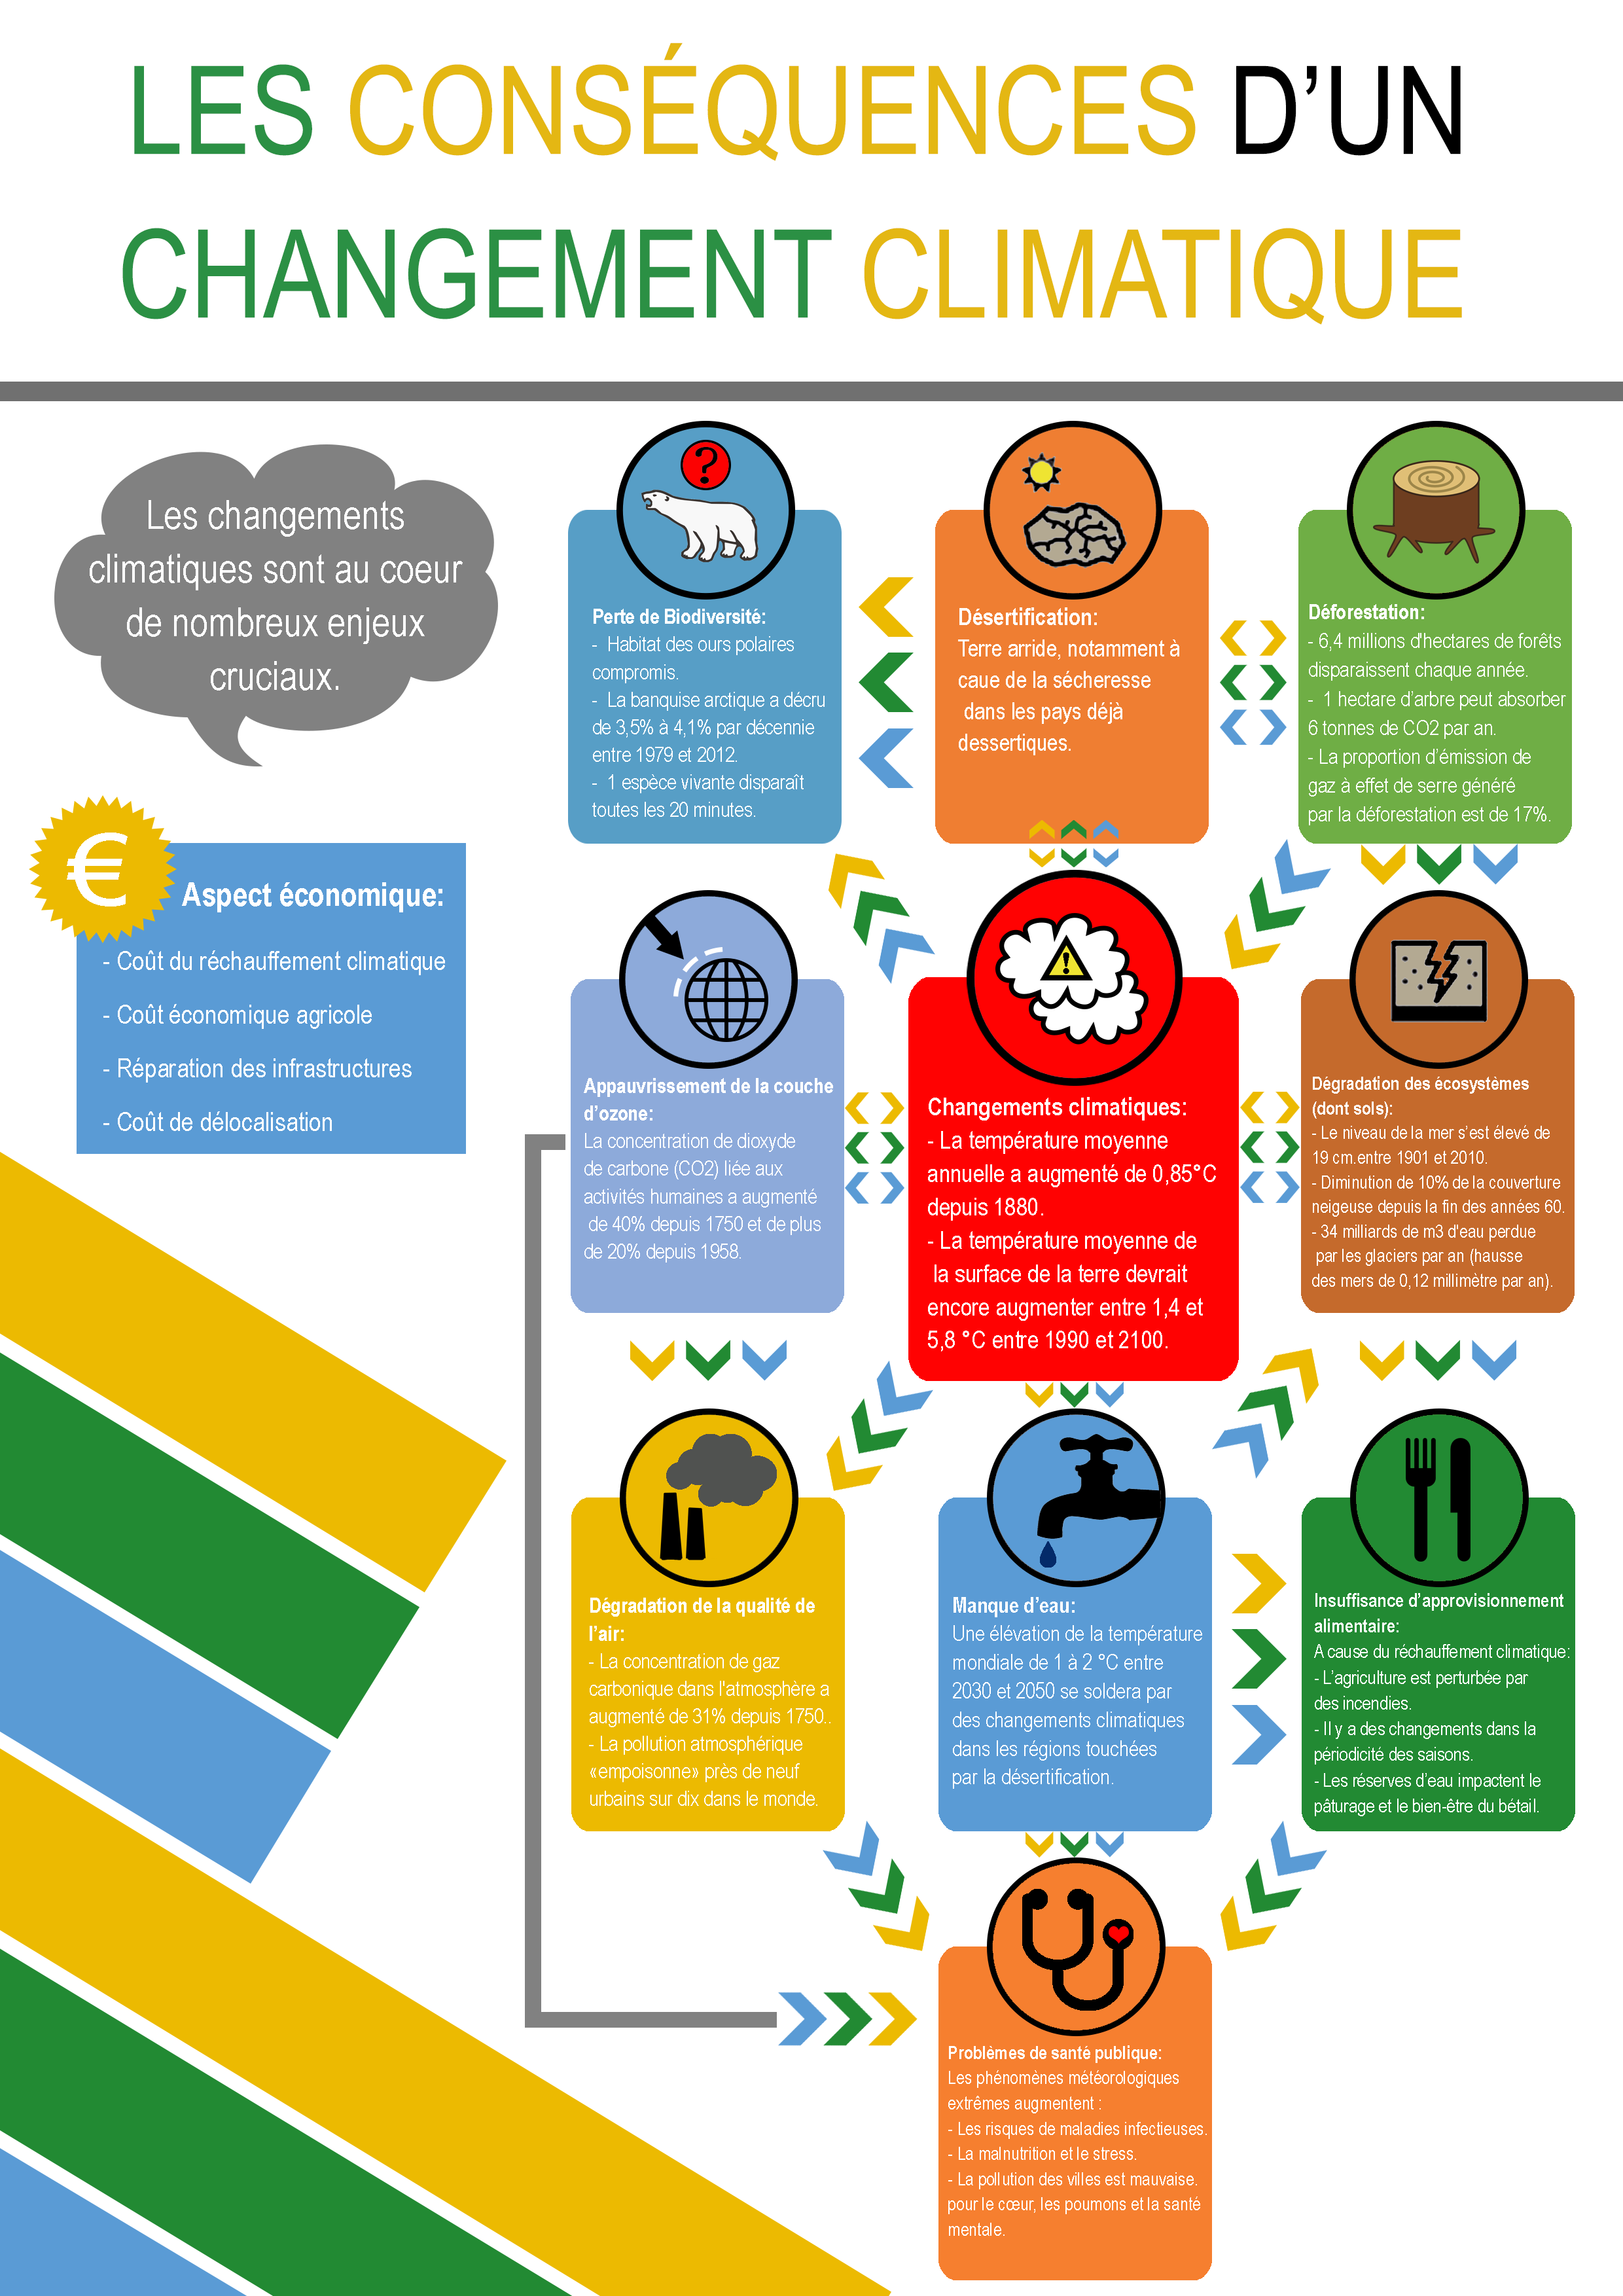 LES CONSÉQUENCES D'UN
CHANGEMENT CLIMATIQUE
Les changements
climatiques sont au coeur
de nombreux enjeux
cruciaux.
€
Aspect économique:
- Coût du réchauffement climatique
- Coût économique agricole
- Réparation des infrastructures
- Coût de délocalisation
?
Perte de Biodiversité:
- Habitat des ours polaires
compromis.
- La banquise arctique a décru
de 3,5% à 4,1% par décennie
entre 1979 et 2012.
- 1 espèce vivante disparaît
toutes les 20 minutes.
Désertification:
Terre arride, notamment à
caue de la sécheresse
dans les pays déjà
dessertiques.
Déforestation:
- 6,4 millions d'hectares de forêts
disparaissent chaque année.
- 1 hectare d'arbre peut absorber
6 tonnes de CO2 par an.
- La proportion d'émission de
gaz à effet de serre généré
par la déforestation est de 17%.
Appauvrissement de la couche
d'ozone:
La concentration de dioxyde
de carbone (CO2) liée aux
activités humaines a augmenté
de 40% depuis 1750 et de plus
de 20% depuis 1958.
!
Changements climatiques:
- La température moyenne
annuelle a augmenté de 0,85°C
depuis 1880.
- La température moyenne de
la surface de la terre devrait
encore augmenter entre 1,4 et
5,8 °C entre 1990 et 2100.
Dégradation des écosystèmes
(dont sols):
- Le niveau de la mer s'est élevé de
19 cm.entre 1901 et 2010.
- Diminution de 10% de la couverture
neigeuse depuis la fin des années 60.
- 34 milliards de m3 d'eau perdue
par les glaciers par an (hausse
des mers de 0,12 millimètre par an).
Dégradation de la qualité de
l'air:
- La concentration de gaz
carbonique dans l'atmosphère a
augmenté de 31% depuis 1750..
- La pollution atmosphérique
«empoisonne» près de neuf
urbains sur dix dans le monde.
Manque d'eau:
Une élévation de la température
mondiale de 1 à 2 °C entre
2030 et 2050 se soldera par
des changements climatiques
dans les régions touchées
par la désertification.
Insuffisance d'approvisionnement
alimentaire:
A cause du réchauffement climatique:
- L'agriculture est perturbée par
des incendies.
- Il y a des changements dans la
périodicité des saisons.
- Les réserves d'eau impactent le
pâturage et le bien-être du bétail.
Problèmes de santé publique:
Les phénomènes météorologiques
extrêmes augmentent :
- Les risques de maladies infectieuses.
- La malnutrition et le stress.
- La pollution des villes est mauvaise.
pour le cœur, les poumons et la santé
mentale.